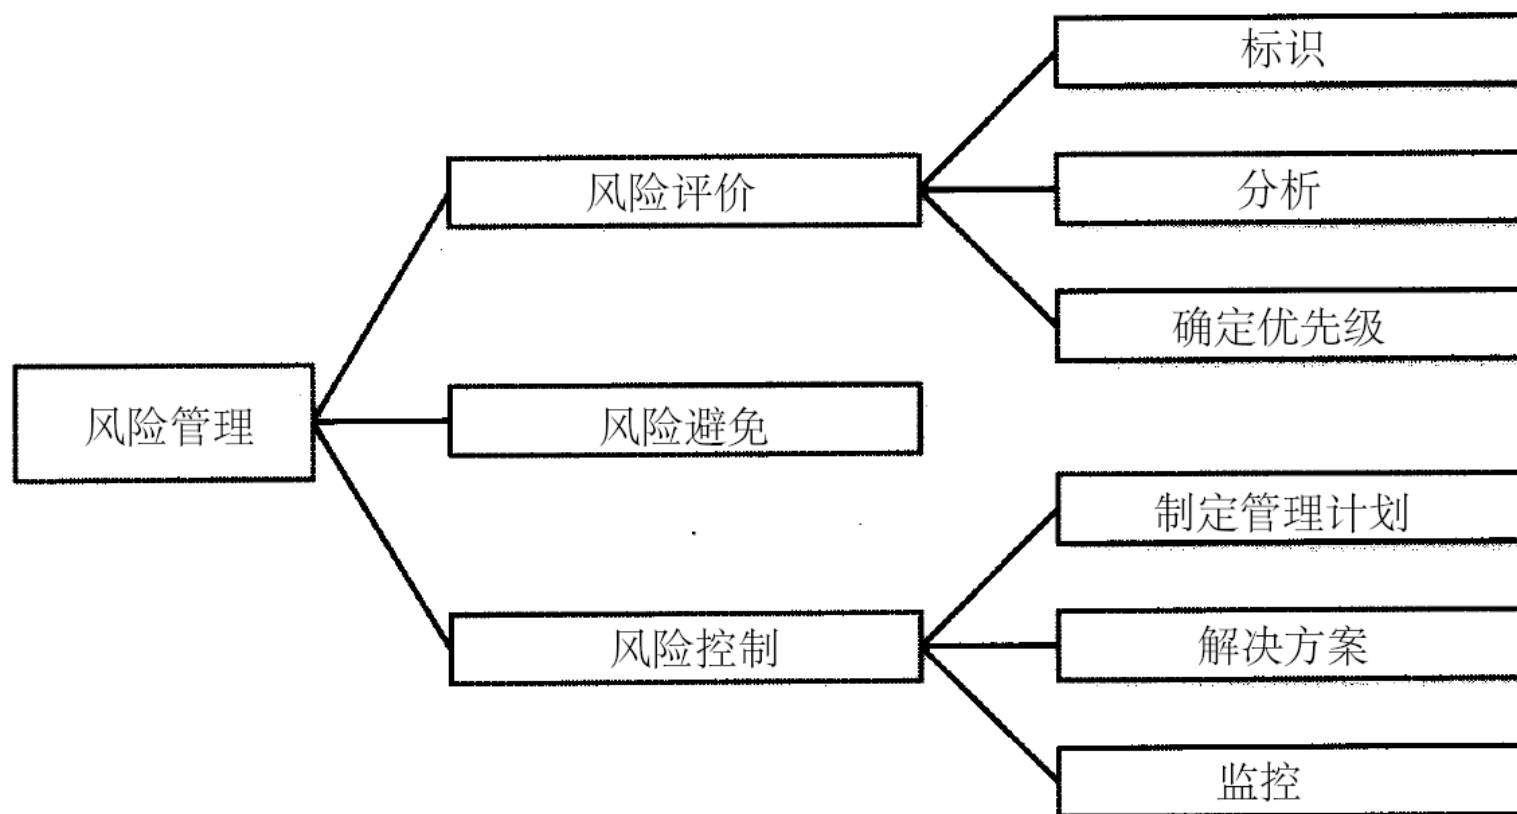 标识
风险评价
分析
确定优先级
风险管理
风险避免
制定管理计划
风险控制
解决方案
监控